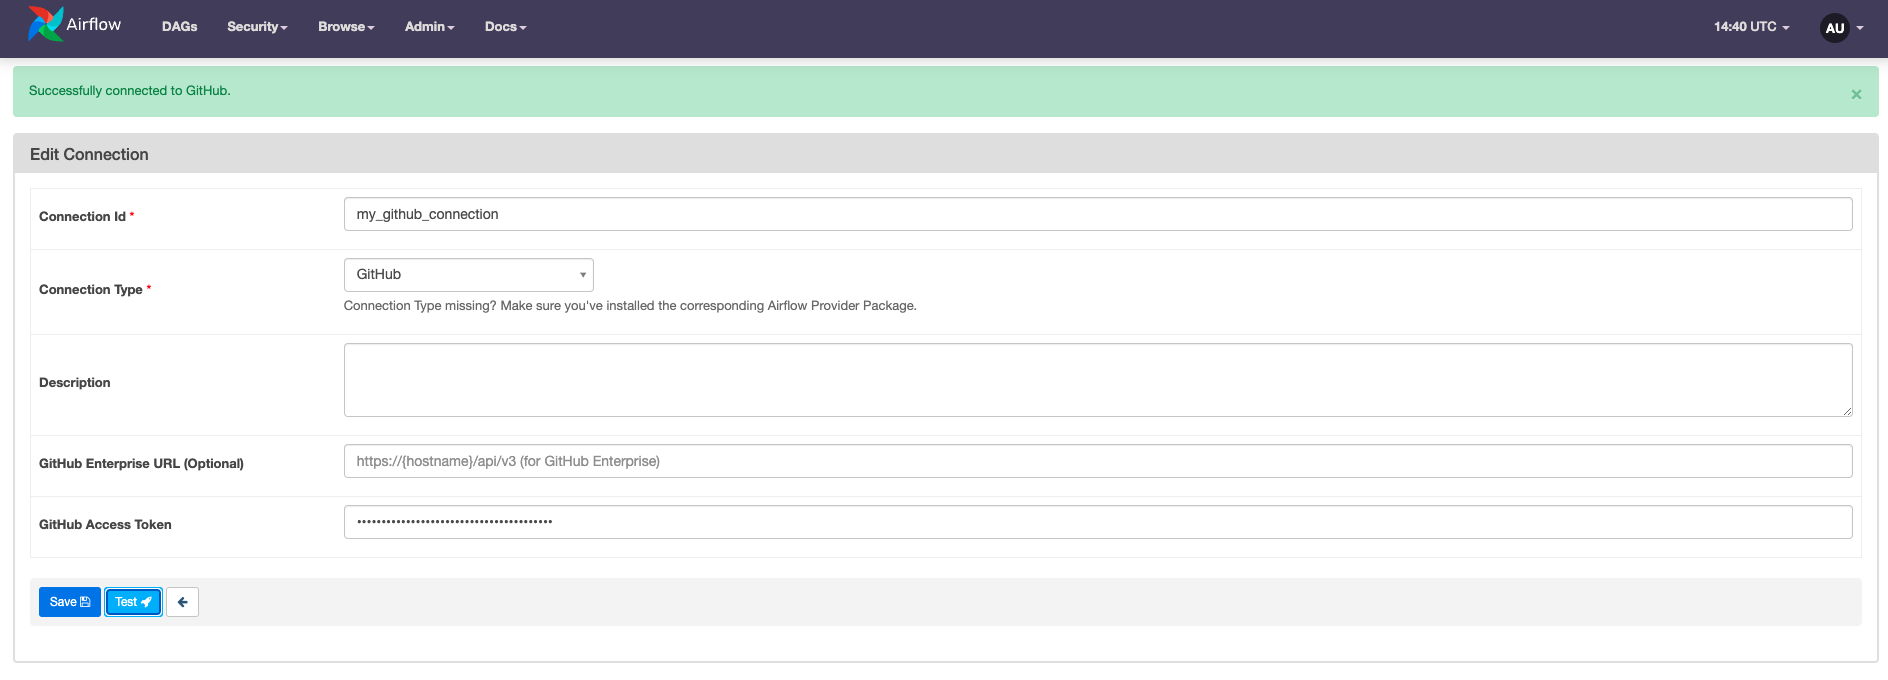 Airflow DAGs Security Browse Admin Docs 14:40 UTC AU
Successfully connected to GitHub. ×
Edit Connection
Connection Id * my_github_connection
Connection Type * GitHub
Connection Type missing? Make sure you've installed the corresponding Airflow Provider Package.
Description
GitHub Enterprise URL (Optional) https://{hostname}/api/v3 (for GitHub Enterprise)
GitHub Access Token ••••••••••••••••••••••••••••••••••••••••
Save Test